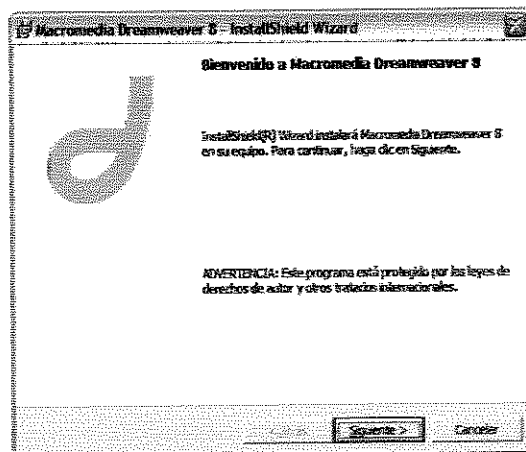 Macromedia Dreamweaver 8 - InstallShield Wizard
Bienvenido a Macromedia Dreamweaver 8
InstallShield(R) Wizard instalará Macromedia Dreamweaver 8
en su equipo. Para continuar, haga clic en Siguiente.
ADVERTENCIA: Este programa está protegido por las leyes de
derechos de autor y otros tratados internacionales.
Siguiente >
Cancelar